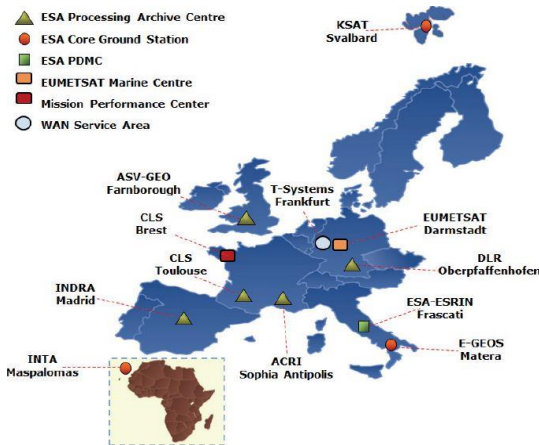 ESA Processing Archive Centre
ESA Core Ground Station
ESA PDMC
EUMETSAT Marine Centre
Mission Performance Center
WAN Service Area
KSAT
Svalbard
ASV-GEO
Farnborough
T-Systems
Frankfurt
CLS
Brest
EUMETSAT
Darmstadt
CLS
Toulouse
DLR
Oberpfaffenhofen
INDRA
Madrid
ESA-ESRIN
Frascati
E-GEOS
Matera
INTA
Maspalomas
ACRI
Sophia Antipolis